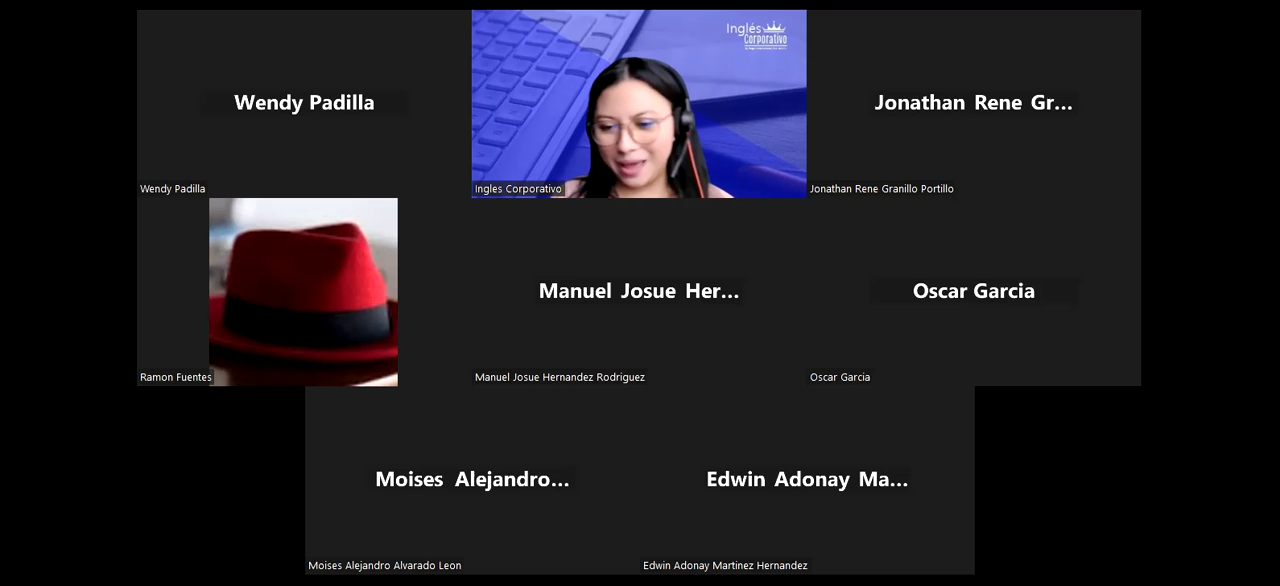 Wendy Padilla
Wendy Padilla
Inglés
Corporativo
Ingles Corporativo
Jonathan Rene Gr...
Jonathan Rene Granillo Portillo
Ramon Fuentes
Manuel Josue Her...
Manuel Josue Hernandez Rodriguez
Oscar Garcia
Oscar Garcia
Moises Alejandro...
Moises Alejandro Alvarado Leon
Edwin Adonay Ma...
Edwin Adonay Martinez Hernandez